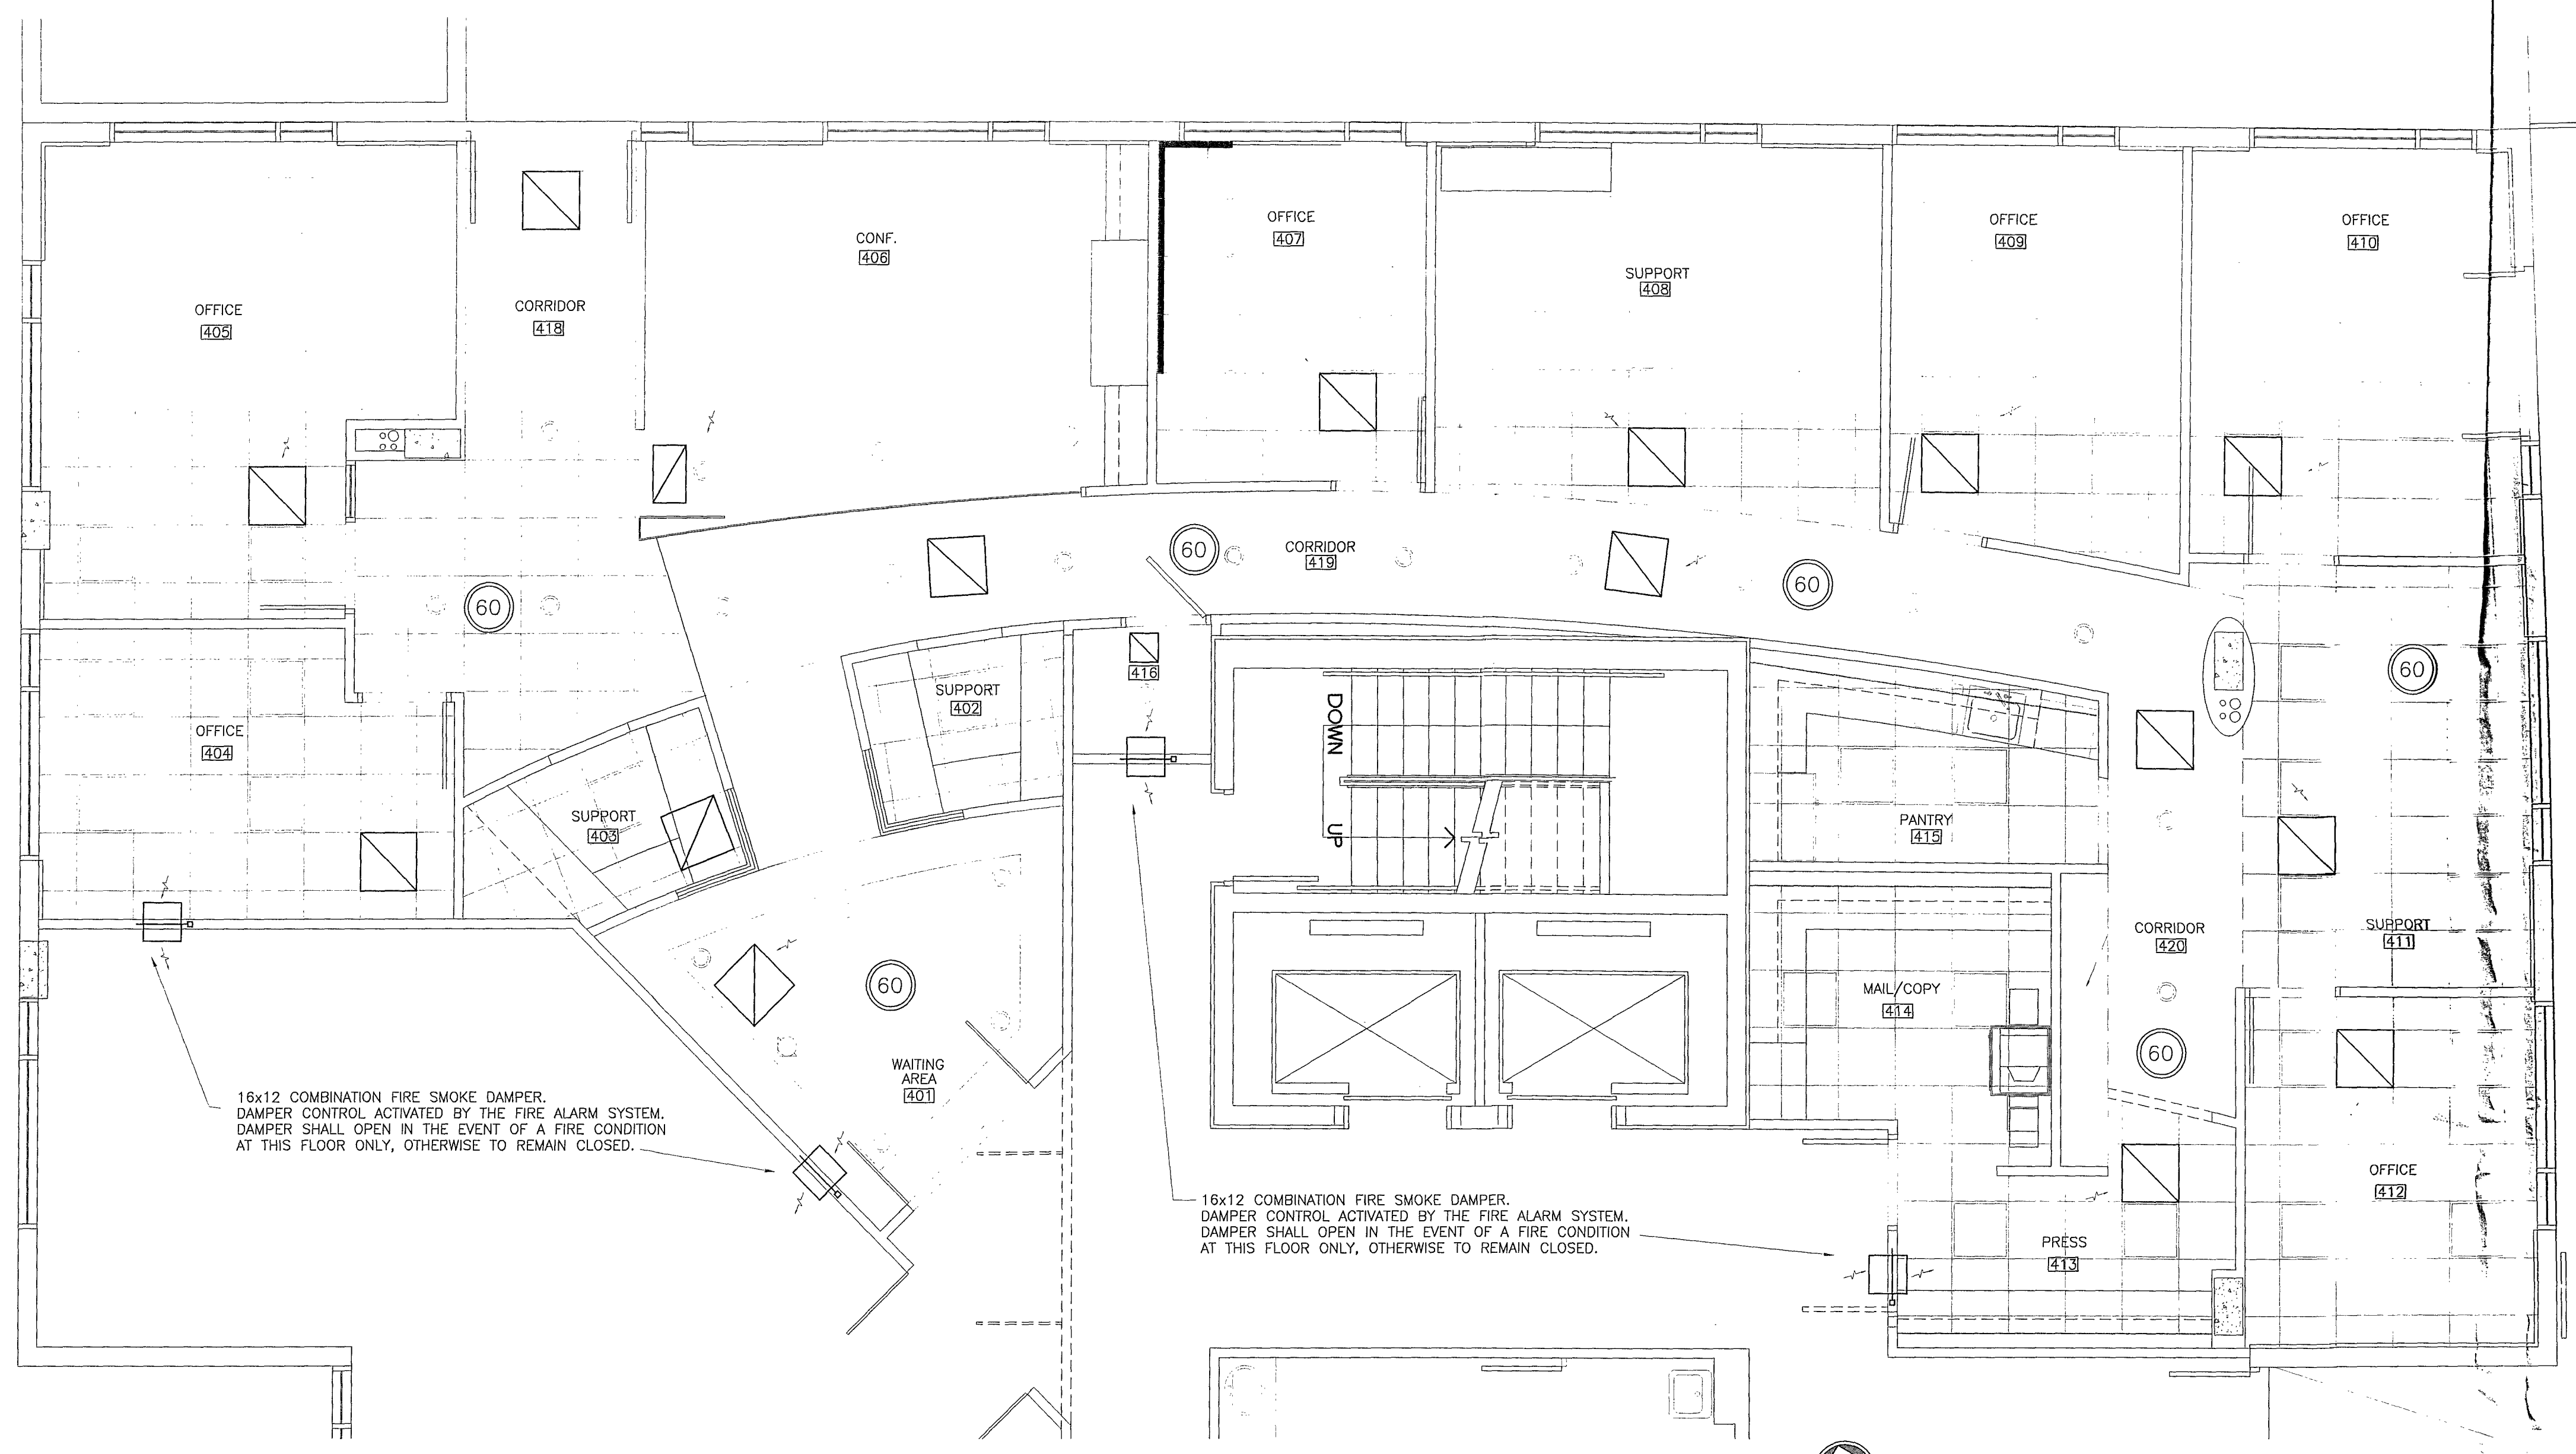 OFFICE
405
CORRIDOR
418
CONF.
406
OFFICE
407
SUPPORT
408
OFFICE
409
OFFICE
410
60
CORRIDOR
419
60
60
60
416
OFFICE
404
SUPPORT
403
SUPPORT
402
DOWN
UP
PANTRY
415
MAIL/COPY
414
CORRIDOR
420
SUPPORT
411
60
60
WAITING
AREA
401
OFFICE
412
PRESS
413
16x12 COMBINATION FIRE SMOKE DAMPER.
DAMPER CONTROL ACTIVATED BY THE FIRE ALARM SYSTEM.
DAMPER SHALL OPEN IN THE EVENT OF A FIRE CONDITION
AT THIS FLOOR ONLY, OTHERWISE TO REMAIN CLOSED.
16x12 COMBINATION FIRE SMOKE DAMPER.
DAMPER CONTROL ACTIVATED BY THE FIRE ALARM SYSTEM.
DAMPER SHALL OPEN IN THE EVENT OF A FIRE CONDITION
AT THIS FLOOR ONLY, OTHERWISE TO REMAIN CLOSED.